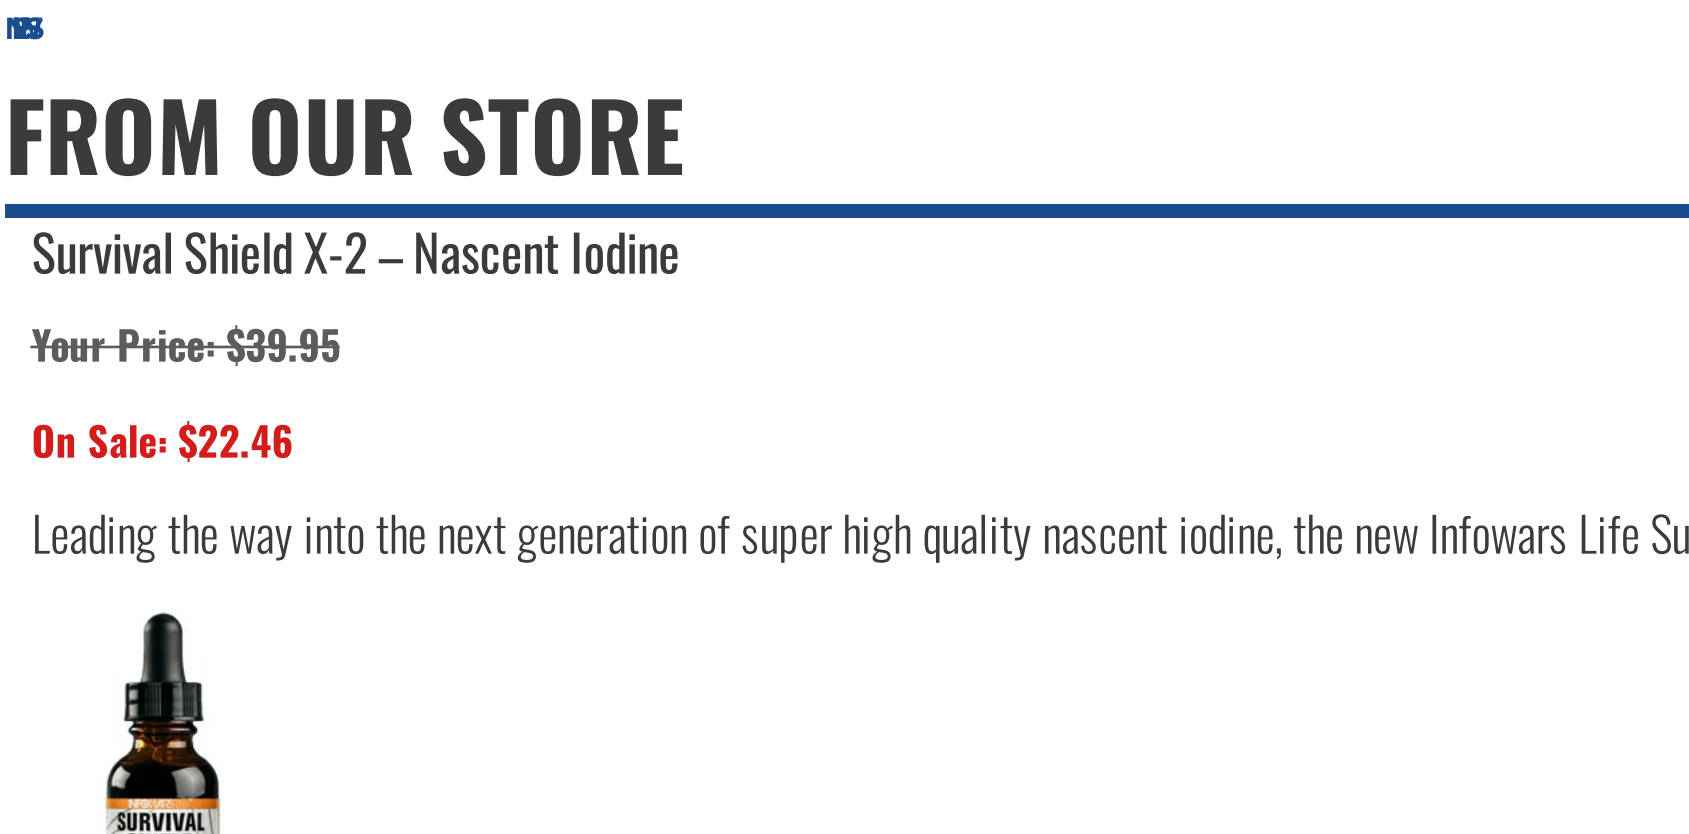 FROM OUR STORE
Survival Shield X-2 – Nascent Iodine
Your Price: $39.95
On Sale: $22.46
Leading the way into the next generation of super high quality nascent iodine, the new Infowars Life Su
INFOWARS
SURVIVAL